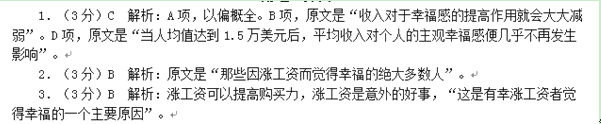 1.（3分）C　解析：A项，以偏概全。B项，原文是“收入对于幸福感的提高作用就会大大减
弱”。D项，原文是“当人均值达到 1.5 万美元后，平均收入对个人的主观幸福感便几乎不再发生
影响”。
2.（3分）B　解析：原文是“那些因涨工资而觉得幸福的绝大多数人”。
3.（3分）B　解析：涨工资可以提高购买力，涨工资是意外的好事，“这是有幸涨工资者觉
得幸福的一个主要原因”。